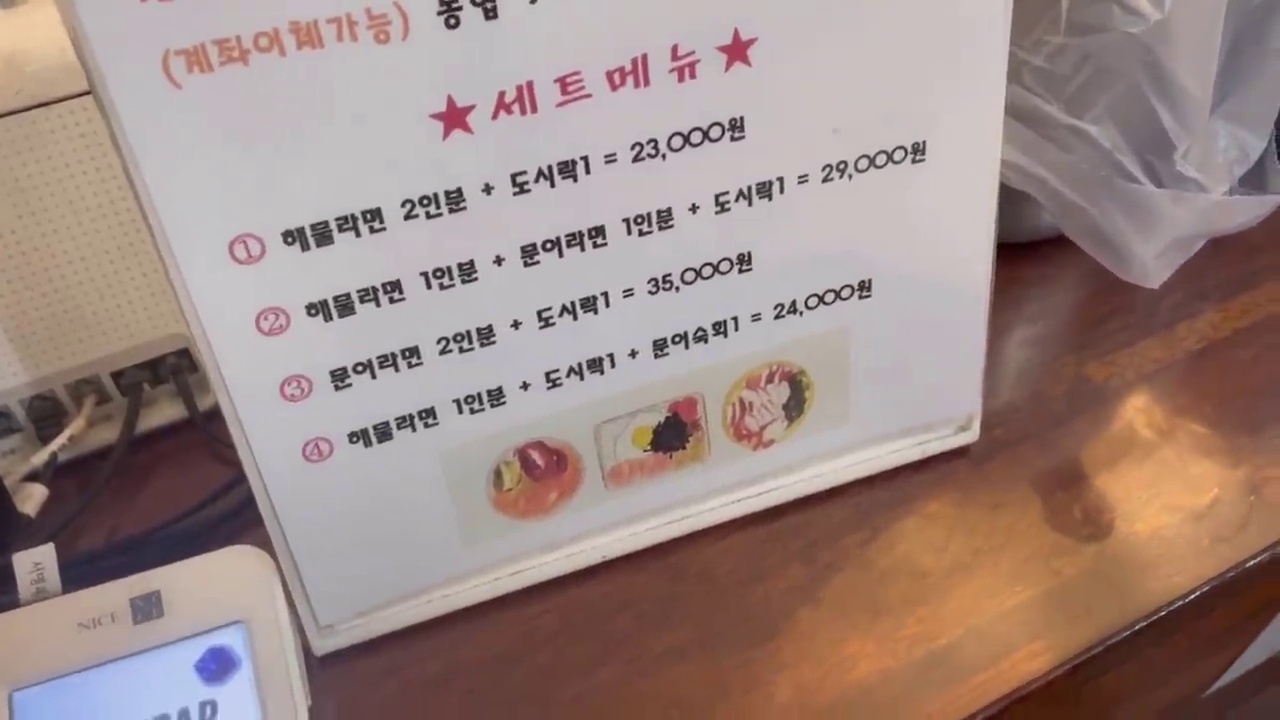 (계좌이체가능) 농협
★세트메뉴★
① 해물라면 2인분 + 도시락1 = 23,000원
② 해물라면 1인분 + 문어라면 1인분 + 도시락1 = 29,000원
③ 문어라면 2인분 + 도시락1 = 35,000원
④ 해물라면 1인분 + 도시락1 + 문어숙회1 = 24,000원
NICE